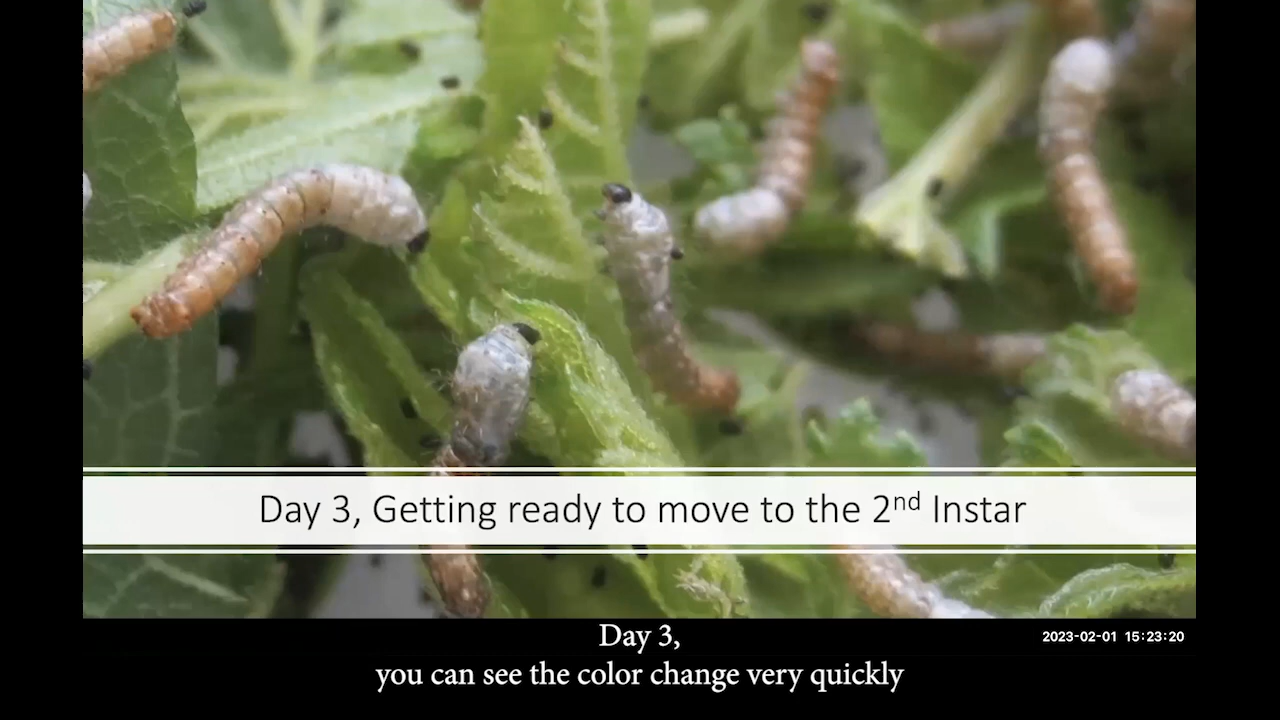 Day 3, Getting ready to move to the 2nd Instar
Day 3,
2023-02-01 15:23:20
you can see the color change very quickly